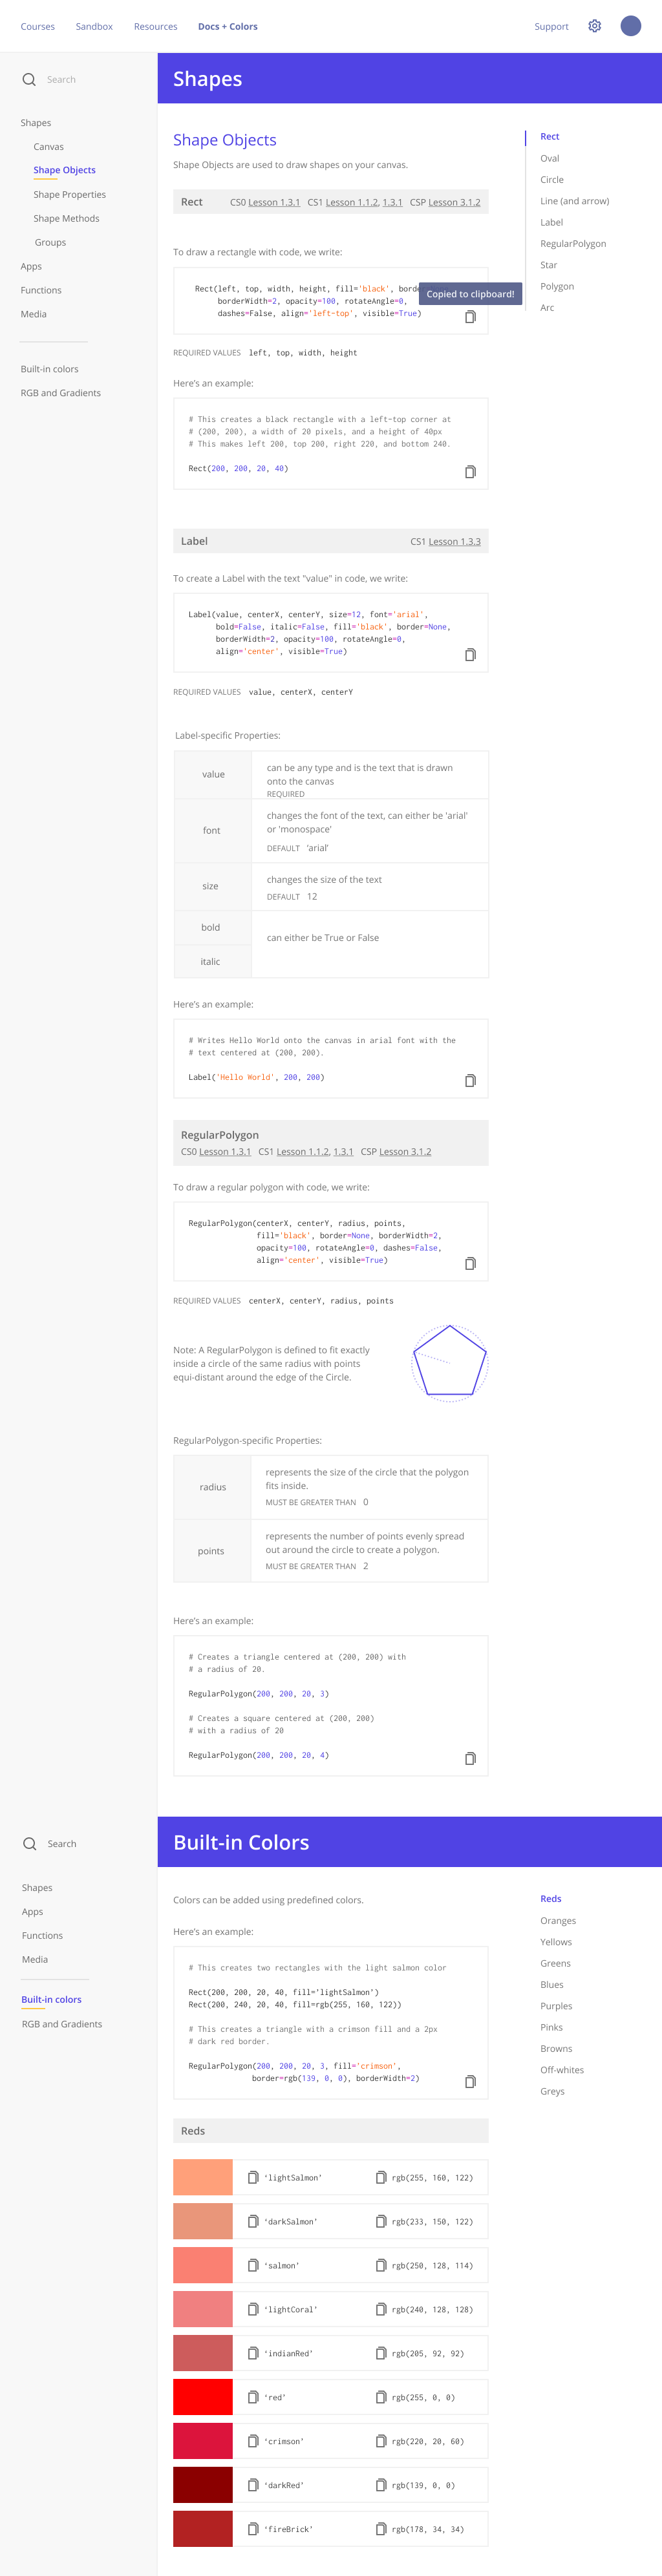 Courses Sandbox Resources Docs + Colors Support
Search
Shapes
Canvas
Shape Objects
Shape Properties
Shape Methods
Groups
Apps
Functions
Media
Built-in colors
RGB and Gradients
Shapes
Shape Objects
Shape Objects are used to draw shapes on your canvas.
Rect CS0 Lesson 1.3.1 CS1 Lesson 1.1.2, 1.3.1 CSP Lesson 3.1.2
To draw a rectangle with code, we write:
Rect(left, top, width, height, fill='black',
Copied to clipboard!
borderWidth=2, opacity=100, rotateAngle=0,
dashes=False, align='left-top', visible=True)
REQUIRED VALUES left, top, width, height
Here's an example:
# This creates a black rectangle with a left-top corner at
# (200, 200), a width of 20 pixels, and a height of 40px
# This makes left 200, top 200, right 220, and bottom 240.
Rect(200, 200, 20, 40)
Label CS1 Lesson 1.3.3
To create a Label with the text "value" in code, we write:
Label(value, centerX, centerY, size=12, font='arial',
bold=False, italic=False, fill='black', border=None,
borderWidth=2, opacity=100, rotateAngle=0,
align='center', visible=True)
REQUIRED VALUES value, centerX, centerY
Label-specific Properties:
value
can be any type and is the text that is drawn
onto the canvas
REQUIRED
font
changes the font of the text, can either be 'arial'
or 'monospace'
DEFAULT 'arial'
size
changes the size of the text
DEFAULT 12
bold
can either be True or False
italic
Here's an example:
# Writes Hello World onto the canvas in arial font with the
# text centered at (200, 200).
Label('Hello World', 200, 200)
RegularPolygon
CS0 Lesson 1.3.1 CS1 Lesson 1.1.2, 1.3.1 CSP Lesson 3.1.2
To draw a regular polygon with code, we write:
RegularPolygon(centerX, centerY, radius, points,
fill='black', border=None, borderWidth=2,
opacity=100, rotateAngle=0, dashes=False,
align='center', visible=True)
REQUIRED VALUES centerX, centerY, radius, points
Note: A RegularPolygon is defined to fit exactly
inside a circle of the same radius with points
equi-distant around the edge of the Circle.
RegularPolygon-specific Properties:
radius
represents the size of the circle that the polygon
fits inside.
MUST BE GREATER THAN 0
points
represents the number of points evenly spread
out around the circle to create a polygon.
MUST BE GREATER THAN 2
Here's an example:
# Creates a triangle centered at (200, 200) with
# a radius of 20.
RegularPolygon(200, 200, 20, 3)
# Creates a square centered at (200, 200)
# with a radius of 20
RegularPolygon(200, 200, 20, 4)
Rect
Oval
Circle
Line (and arrow)
Label
RegularPolygon
Star
Polygon
Arc
Search
Shapes
Apps
Functions
Media
Built-in colors
RGB and Gradients
Built-in Colors
Colors can be added using predefined colors.
Here's an example:
# This creates two rectangles with the light salmon color
Rect(200, 200, 20, 40, fill='lightSalmon')
Rect(200, 240, 20, 40, fill=rgb(255, 160, 122))
# This creates a triangle with a crimson fill and a 2px
# dark red border.
RegularPolygon(200, 200, 20, 3, fill='crimson',
border=rgb(139, 0, 0), borderWidth=2)
Reds
'lightSalmon' rgb(255, 160, 122)
'darkSalmon' rgb(233, 150, 122)
'salmon' rgb(250, 128, 114)
'lightCoral' rgb(240, 128, 128)
'indianRed' rgb(205, 92, 92)
'red' rgb(255, 0, 0)
'crimson' rgb(220, 20, 60)
'darkRed' rgb(139, 0, 0)
'fireBrick' rgb(178, 34, 34)
Reds
Oranges
Yellows
Greens
Blues
Purples
Pinks
Browns
Off-whites
Greys